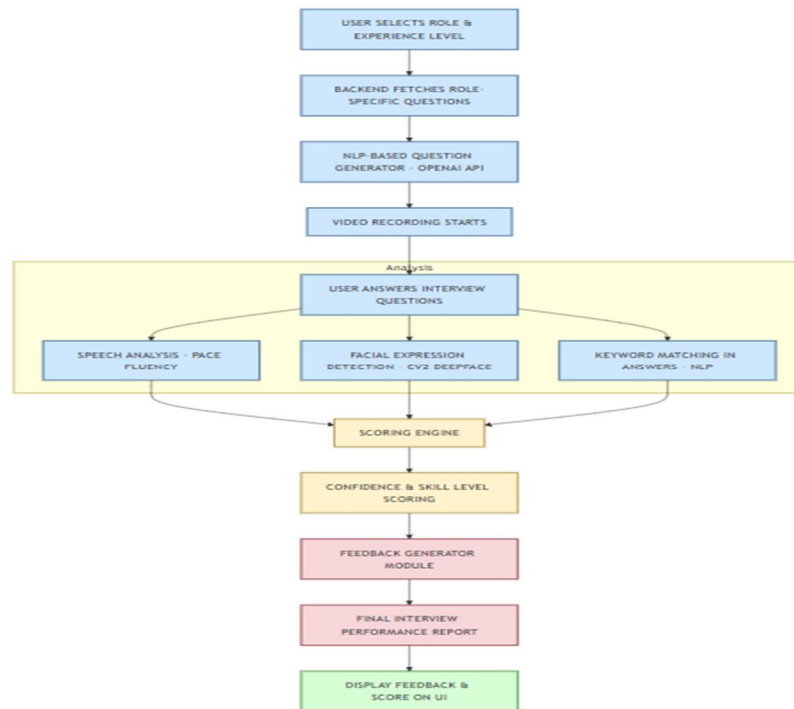 USER SELECTS ROLE &
EXPERIENCE LEVEL
BACKEND FETCHES ROLE-
SPECIFIC QUESTIONS
NLP-BASED QUESTION
GENERATOR - OPENAI API
VIDEO RECORDING STARTS
Analysis
USER ANSWERS INTERVIEW
QUESTIONS
SPEECH ANALYSIS - PACE
FLUENCY
FACIAL EXPRESSION
DETECTION - CV2 DEEPFACE
KEYWORD MATCHING IN
ANSWERS - NLP
SCORING ENGINE
CONFIDENCE & SKILL LEVEL
SCORING
FEEDBACK GENERATOR
MODULE
FINAL INTERVIEW
PERFORMANCE REPORT
DISPLAY FEEDBACK &
SCORE ON UI